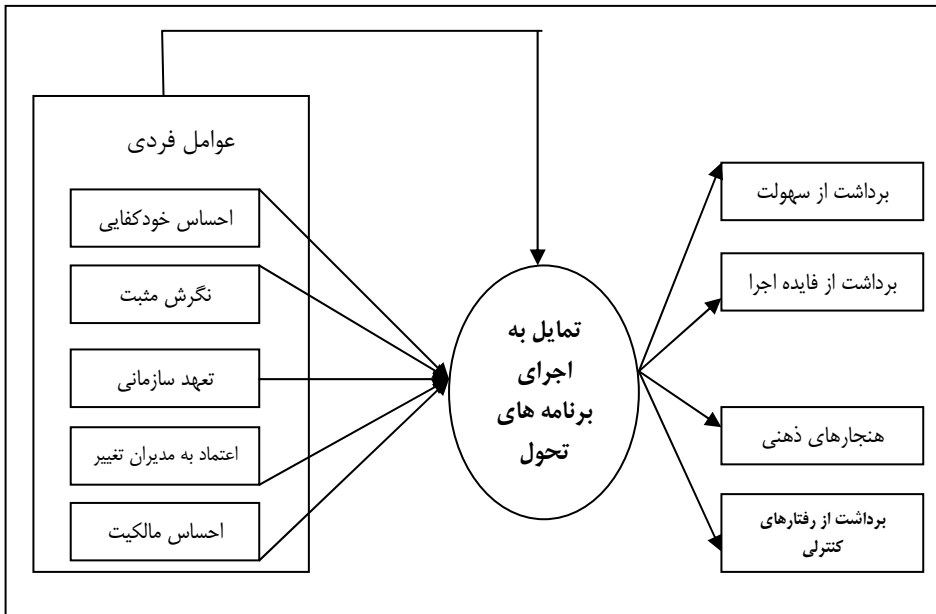 عوامل فردی
احساس خودکفایی
نگرش مثبت
تعهد سازمانی
اعتماد به مدیران تغییر
احساس مالکیت
تمایل به
اجرای
برنامه های
تحول
برداشت از سهولت
برداشت از فایده اجرا
هنجارهای ذهنی
برداشت از رفتارهای
کنترلی